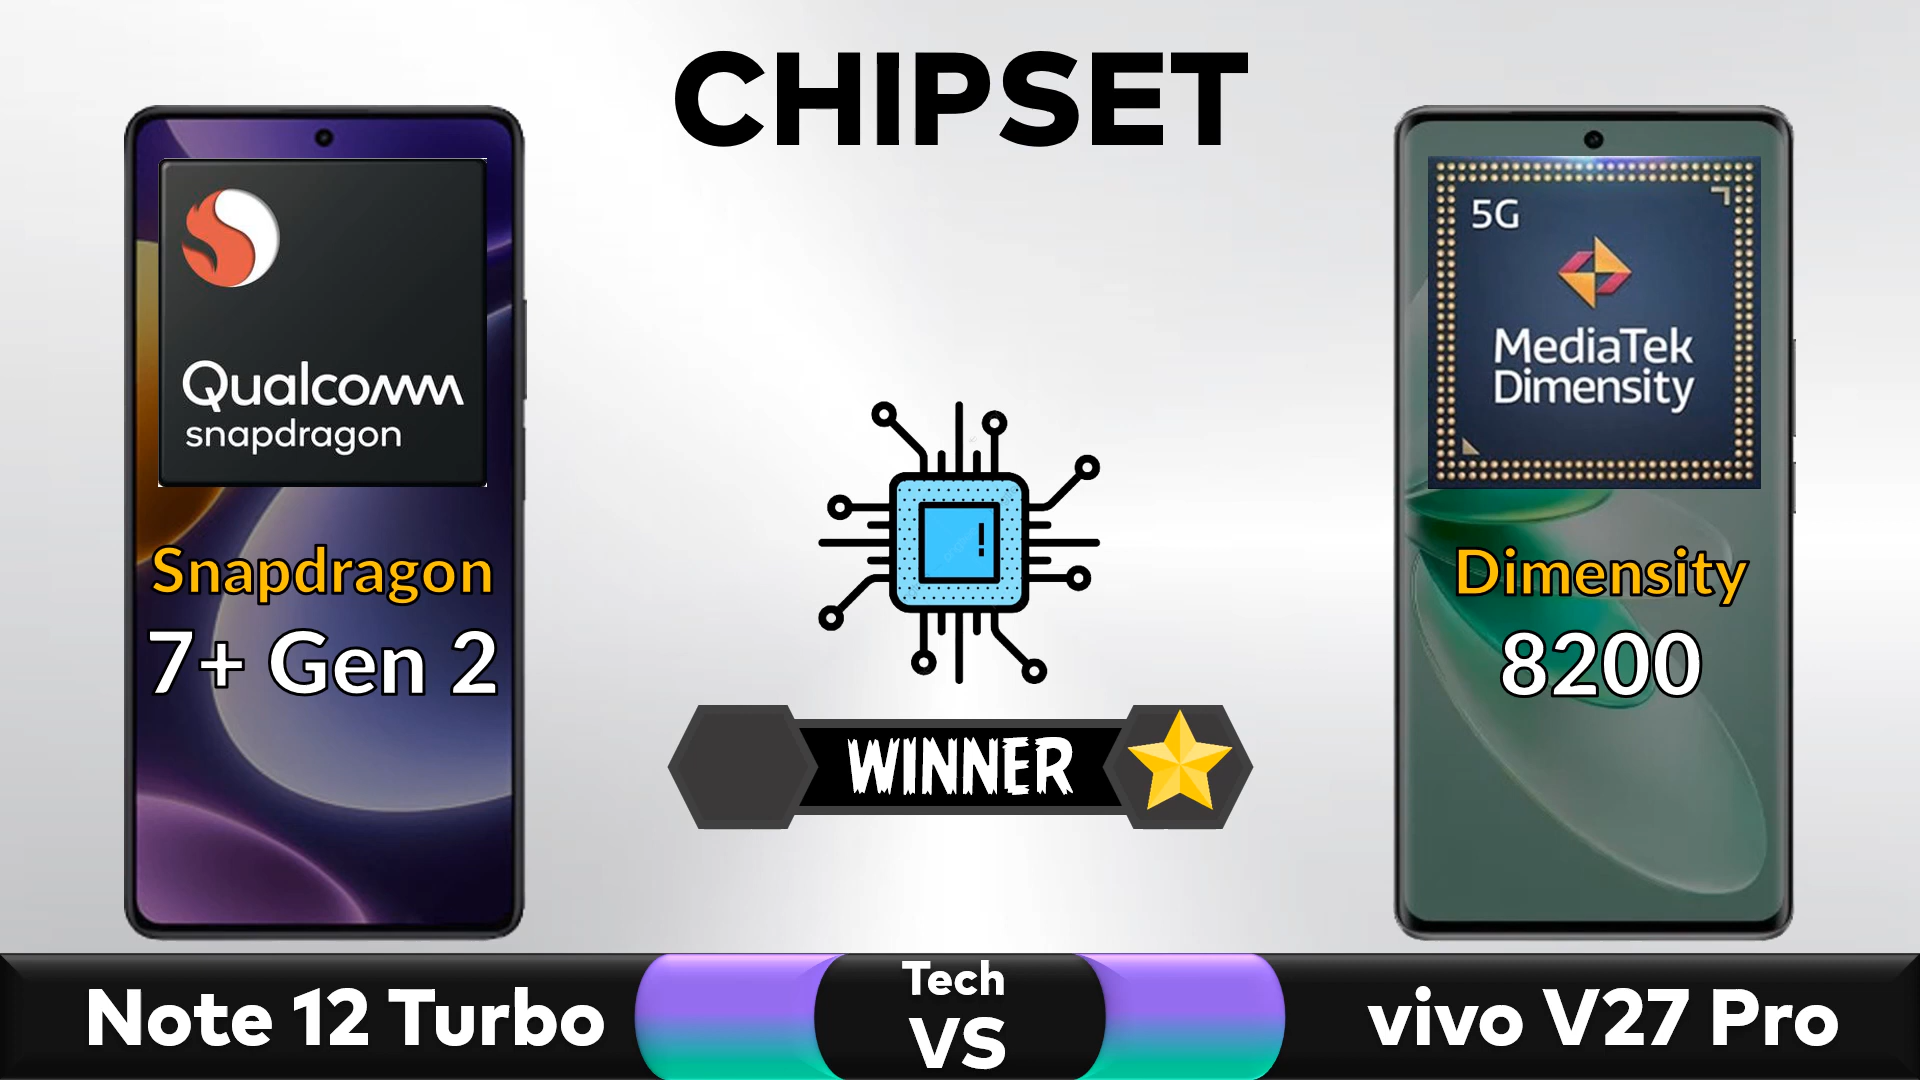 CHIPSET
Qualcomm
snapdragon
Snapdragon
7+ Gen 2
5G
MediaTek
Dimensity
Dimensity
8200
WINNER
Note 12 Turbo
Tech
VS
vivo V27 Pro